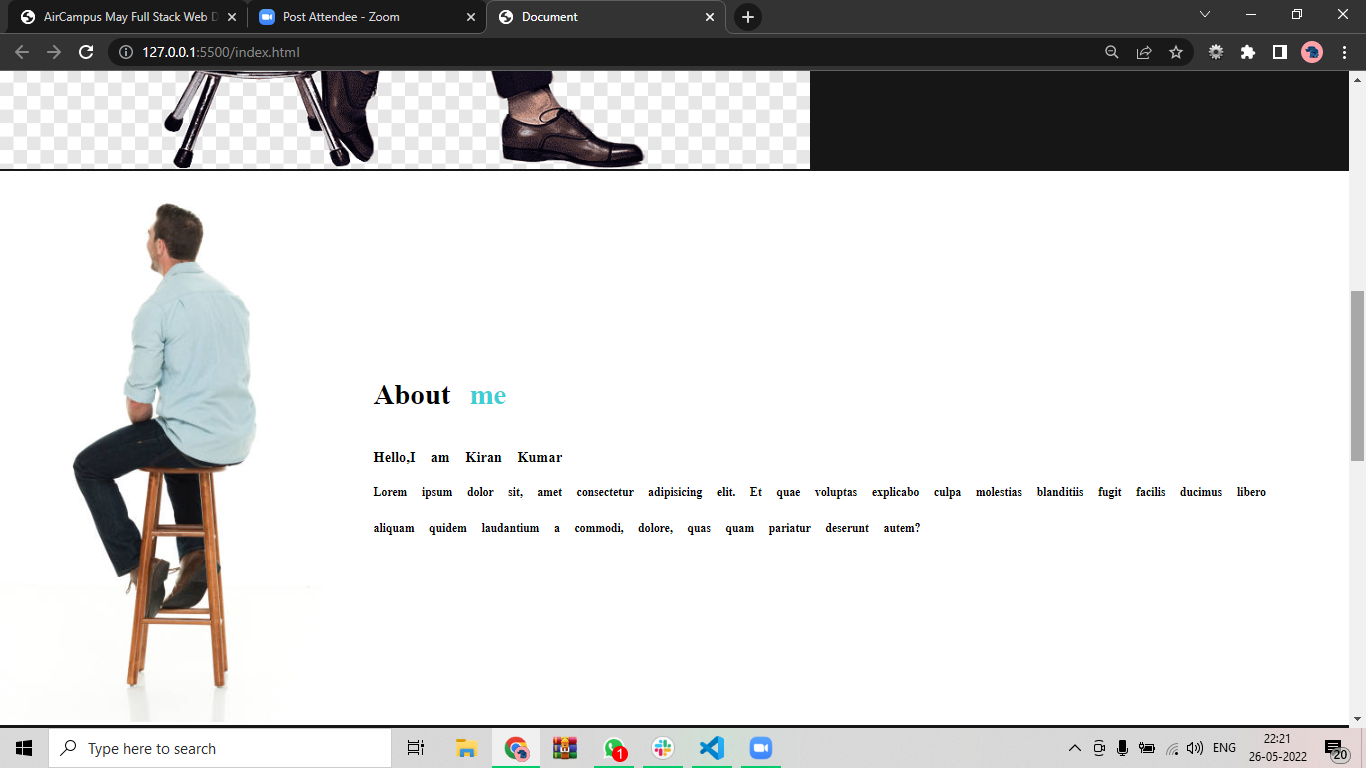 AirCampus May Full Stack Web D
Post Attendee - Zoom
Document
127.0.0.1:5500/index.html
About me
Hello,I am Kiran Kumar
Lorem ipsum dolor sit, amet consectetur adipisicing elit. Et quae voluptas explicabo culpa molestias blanditiis fugit facilis ducimus libero
aliquam quidem laudantium a commodi, dolore, quas quam pariatur deserunt autem?
Type here to search
1
ENG
22:21
26-05-2022
20